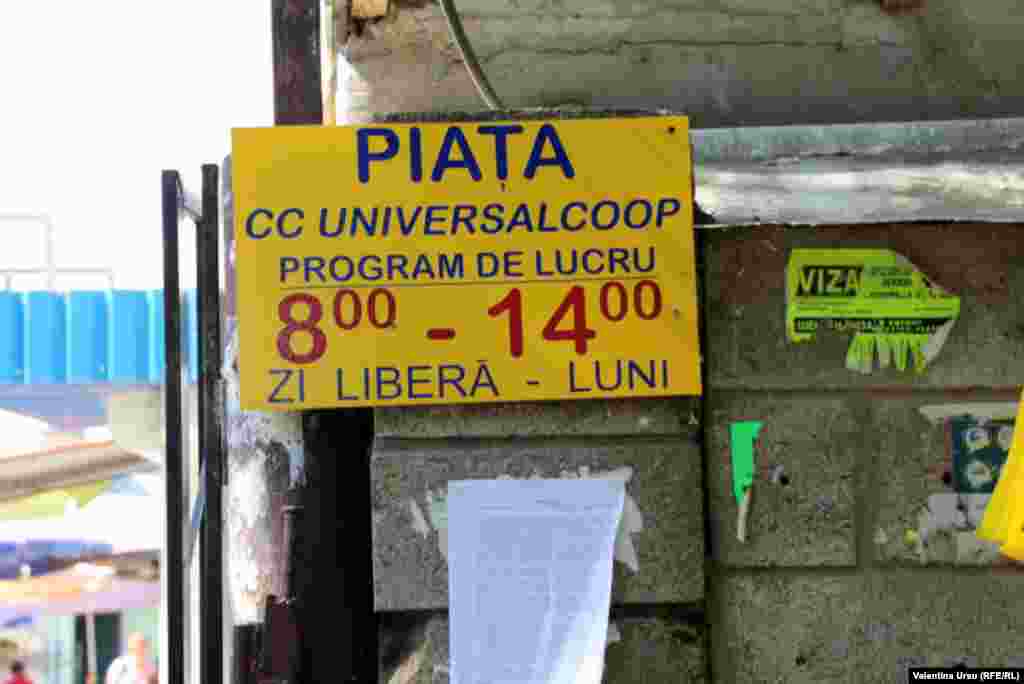 PIAȚA
CC UNIVERSALCOOP
PROGRAM DE LUCRU
8⁰⁰ - 14⁰⁰
ZI LIBERĂ - LUNI
VIZA
Valentina Ursu (RFE/RL)